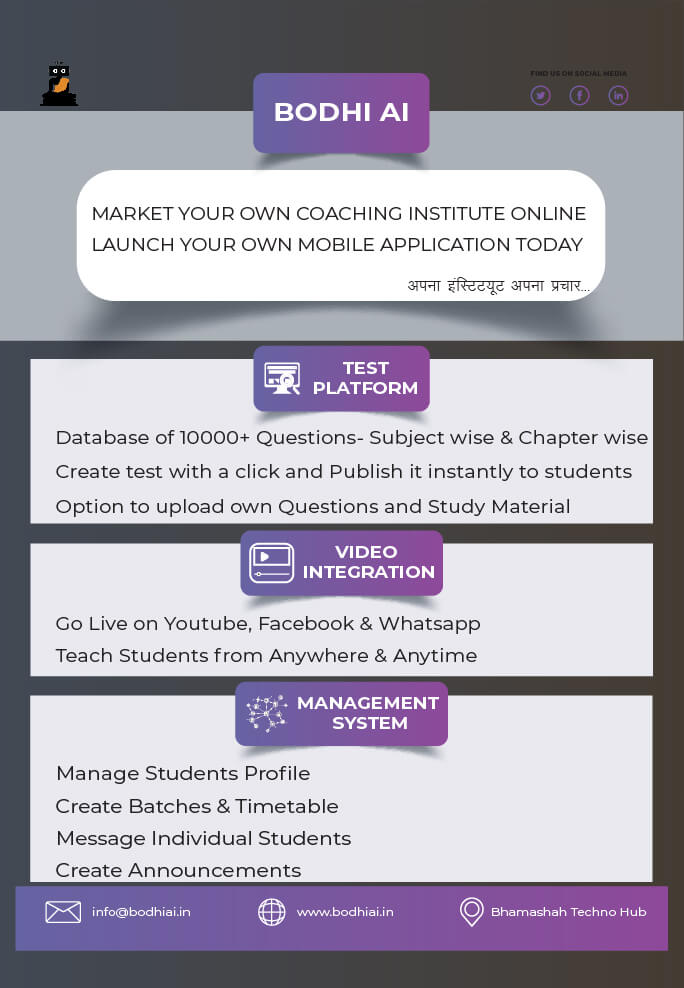 FIND US ON SOCIAL MEDIA
BODHI AI
MARKET YOUR OWN COACHING INSTITUTE ONLINE
LAUNCH YOUR OWN MOBILE APPLICATION TODAY
अपना इंस्टिटयूट अपना प्रचार...
TEST
PLATFORM
Database of 10000+ Questions- Subject wise & Chapter wise
Create test with a click and Publish it instantly to students
Option to upload own Questions and Study Material
VIDEO
INTEGRATION
Go Live on Youtube, Facebook & Whatsapp
Teach Students from Anywhere & Anytime
MANAGEMENT
SYSTEM
Manage Students Profile
Create Batches & Timetable
Message Individual Students
Create Announcements
info@bodhiai.in www.bodhiai.in Bhamashah Techno Hub